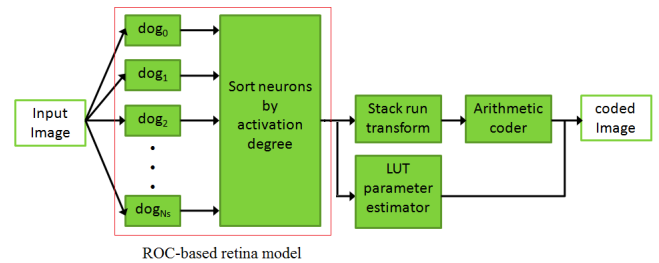 Input
Image
dog0
dog1
dog2
dogNs
Sort neurons
by
activation
degree
Stack run
transform
Arithmetic
coder
coded
Image
LUT
parameter
estimator
ROC-based retina model